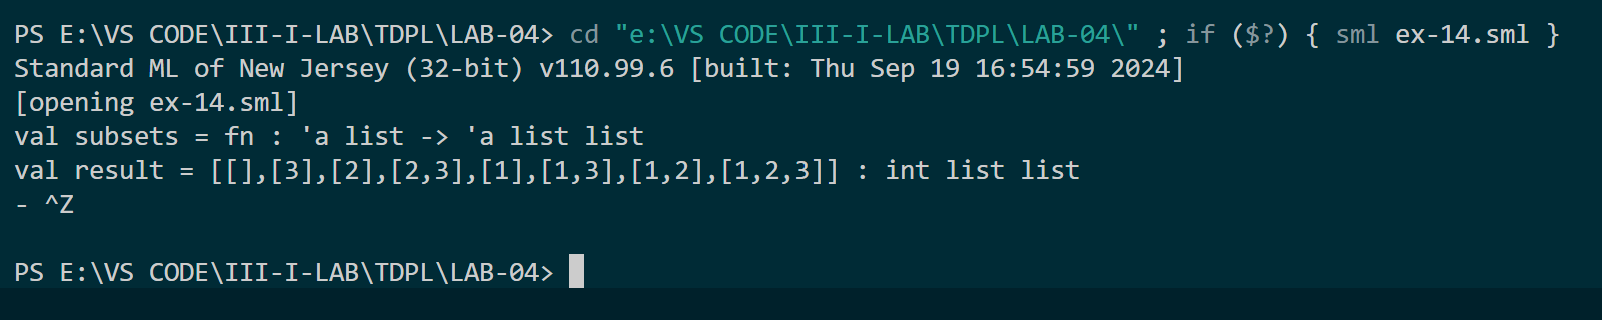 PS E:\VS CODE\III-I-LAB\TDPL\LAB-04> cd "e:\VS CODE\III-I-LAB\TDPL\LAB-04\" ; if ($?) { sml ex-14.sml }
Standard ML of New Jersey (32-bit) v110.99.6 [built: Thu Sep 19 16:54:59 2024]
[opening ex-14.sml]
val subsets = fn : 'a list -> 'a list list
val result = [[],[3],[2],[2,3],[1],[1,3],[1,2],[1,2,3]] : int list list
- ^Z
PS E:\VS CODE\III-I-LAB\TDPL\LAB-04>